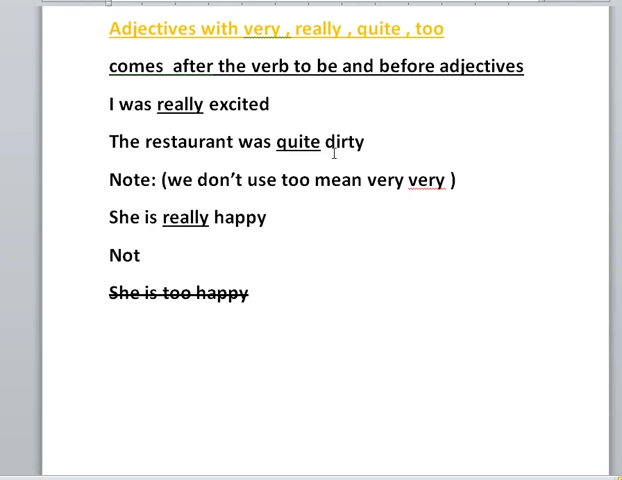 Adjectives with very , really , quite , too
comes  after the verb to be and before adjectives
I was really excited
The restaurant was quite dirty
Note: (we don’t use too mean very very )
She is really happy
Not
She is too happy